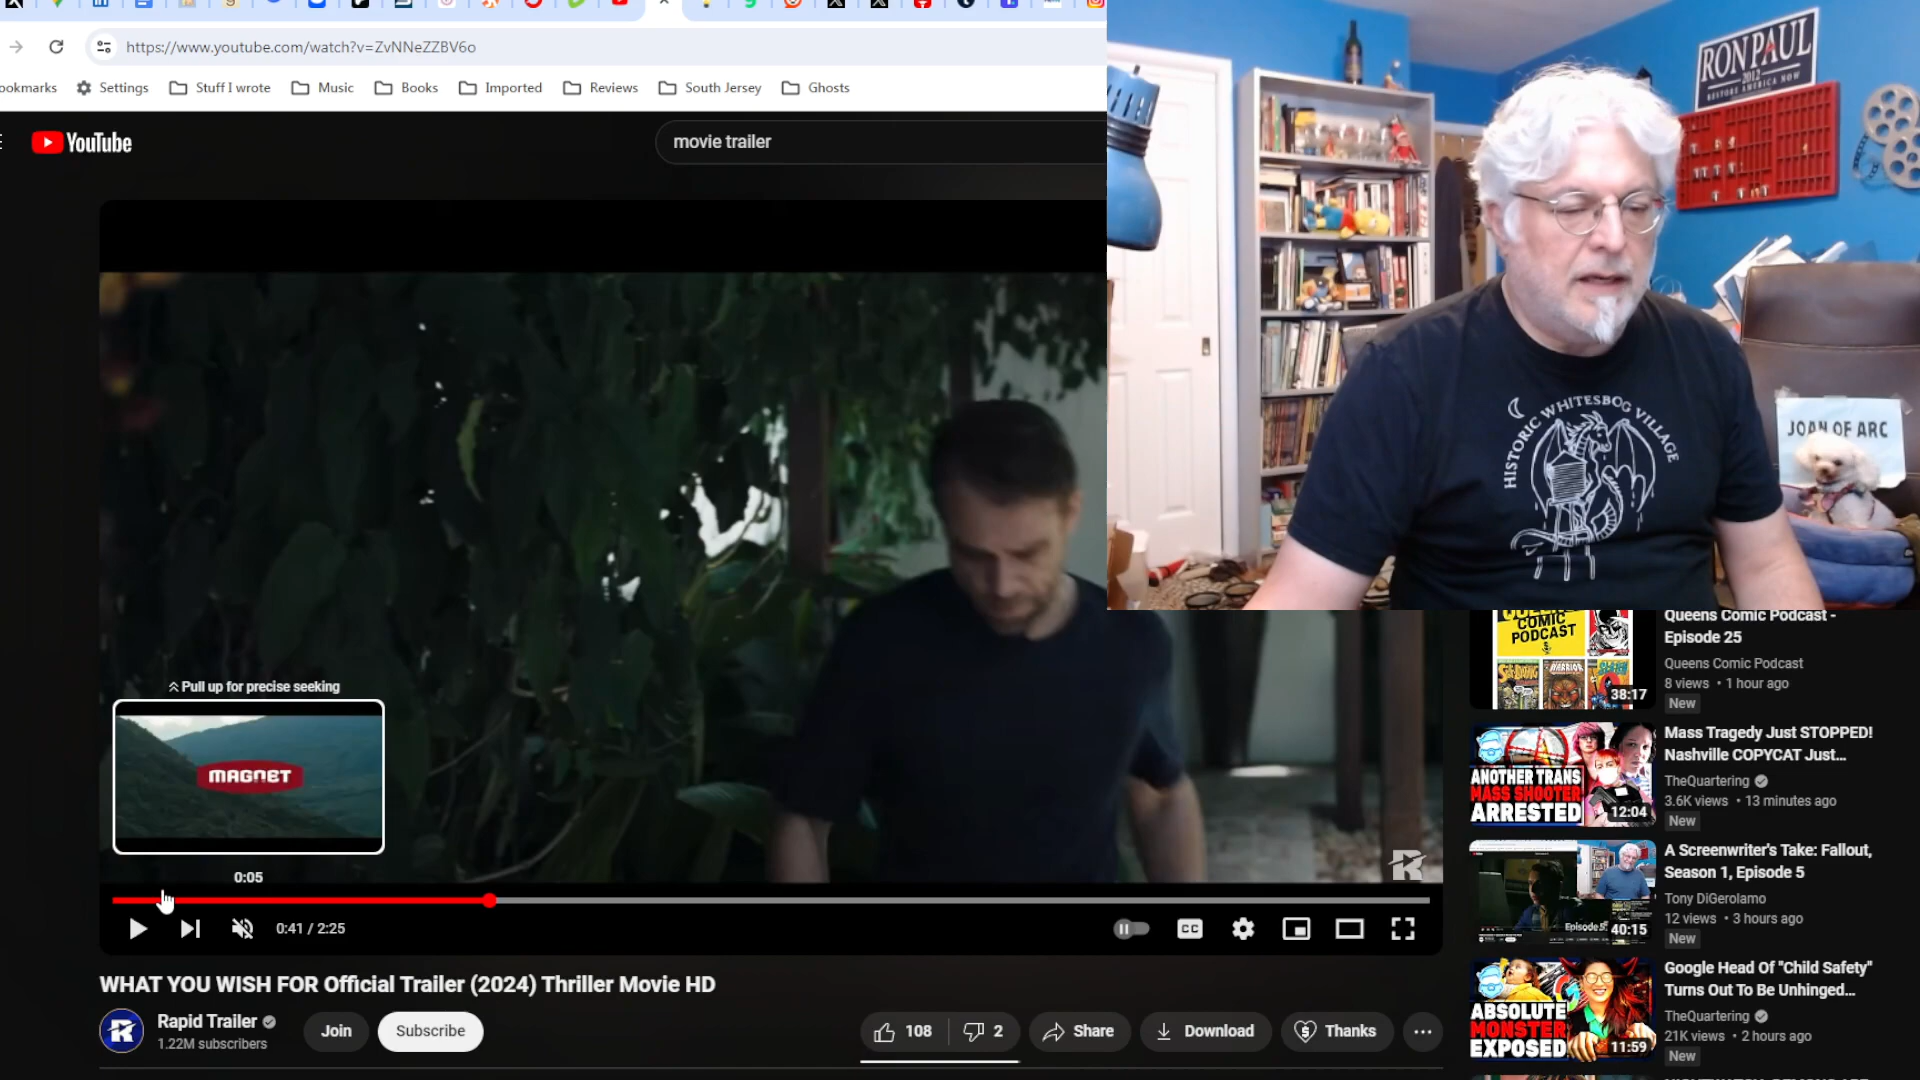 https://www.youtube.com/watch?v=ZvNNeZZBV6o
ookmarks
Settings
Stuff I wrote
Music
Books
Imported
Reviews
South Jersey
Ghosts
YouTube
movie trailer
RON PAUL
2012
RESTORE AMERICA NOW
HISTORIC WHITESBOG VILLAGE
JOAN OF ARC
Pull up for precise seeking
MAGNET
0:05
0:41 / 2:25
CC
WHAT YOU WISH FOR Official Trailer (2024) Thriller Movie HD
Rapid Trailer
1.22M subscribers
Join
Subscribe
108
2
Share
Download
Thanks
QUEENS
COMIC
PODCAST
38:17
Queens Comic Podcast -
Episode 25
Queens Comic Podcast
8 views • 1 hour ago
New
ANOTHER TRANS
MASS SHOOTER
ARRESTED
12:04
Mass Tragedy Just STOPPED!
Nashville COPYCAT Just...
TheQuartering
3.6K views • 13 minutes ago
New
Episode 5
40:15
A Screenwriter's Take: Fallout,
Season 1, Episode 5
Tony DiGerolamo
12 views • 3 hours ago
New
ABSOLUTE
MONSTER
EXPOSED
11:59
Google Head Of "Child Safety"
Turns Out To Be Unhinged...
TheQuartering
21K views • 2 hours ago
New